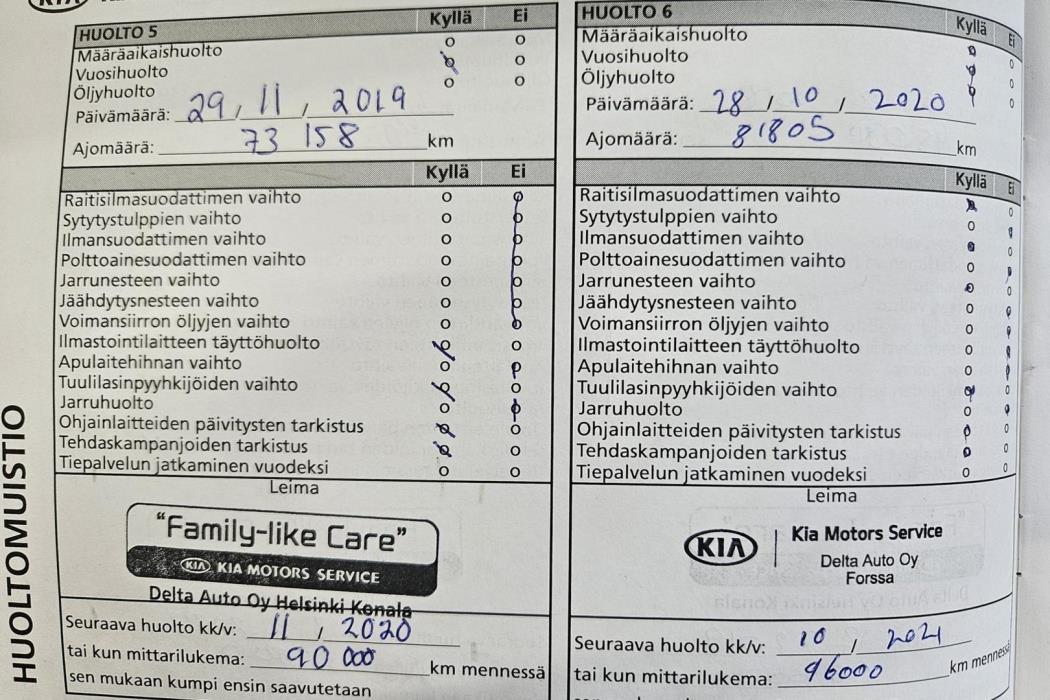 HUOLTOMUISTIO
HUOLTO 5 Kyllä Ei
Määräaikaishuolto o o
Vuosihuolto o o
Öljyhuolto o o
Päivämäärä: 29, 11, 2019
Ajomäärä: 73 158 km
Kyllä Ei
Raitisilmasuodattimen vaihto o o
Sytytystulppien vaihto o o
Ilmansuodattimen vaihto o o
Polttoainesuodattimen vaihto o o
Jarrunesteen vaihto o o
Jäähdytysnesteen vaihto o o
Voimansiirron öljyjen vaihto o o
Ilmastointilaitteen täyttöhuolto o o
Apulaitehihnan vaihto o o
Tuulilasinpyyhkijöiden vaihto o o
Jarruhuolto o o
Ohjainlaitteiden päivitysten tarkistus o o
Tehdaskampanjoiden tarkistus o o
Tiepalvelun jatkaminen vuodeksi o o
Leima
“Family-like Care”
KIA KIA MOTORS SERVICE
Delta Auto Oy Helsinki Konala
Seuraava huolto kk/v: 11, 2020
tai kun mittarilukema: 90 000 km mennessä
sen mukaan kumpi ensin saavutetaan
HUOLTO 6 Kyllä Ei
Määräaikaishuolto o o
Vuosihuolto o o
Öljyhuolto o o
Päivämäärä: 28, 10, 2020
Ajomäärä: 81805 km
Kyllä Ei
Raitisilmasuodattimen vaihto o o
Sytytystulppien vaihto o o
Ilmansuodattimen vaihto o o
Polttoainesuodattimen vaihto o o
Jarrunesteen vaihto o o
Jäähdytysnesteen vaihto o o
Voimansiirron öljyjen vaihto o o
Ilmastointilaitteen täyttöhuolto o o
Apulaitehihnan vaihto o o
Tuulilasinpyyhkijöiden vaihto o o
Jarruhuolto o o
Ohjainlaitteiden päivitysten tarkistus o o
Tehdaskampanjoiden tarkistus o o
Tiepalvelun jatkaminen vuodeksi o o
Leima
KIA Kia Motors Service
Delta Auto Oy
Forssa
Seuraava huolto kk/v: 10, 2021
tai kun mittarilukema: 96000 km mennessä